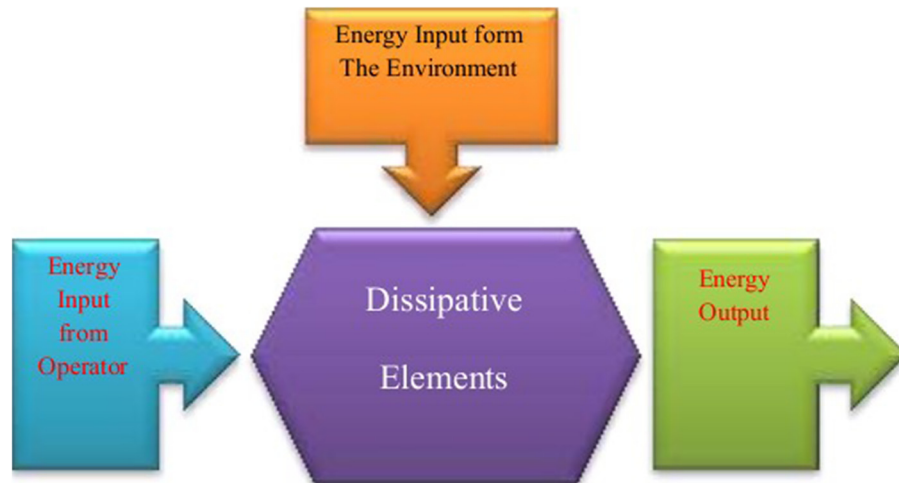 Energy Input form
The Environment
Energy
Input
from
Operator
Dissipative
Elements
Energy
Output